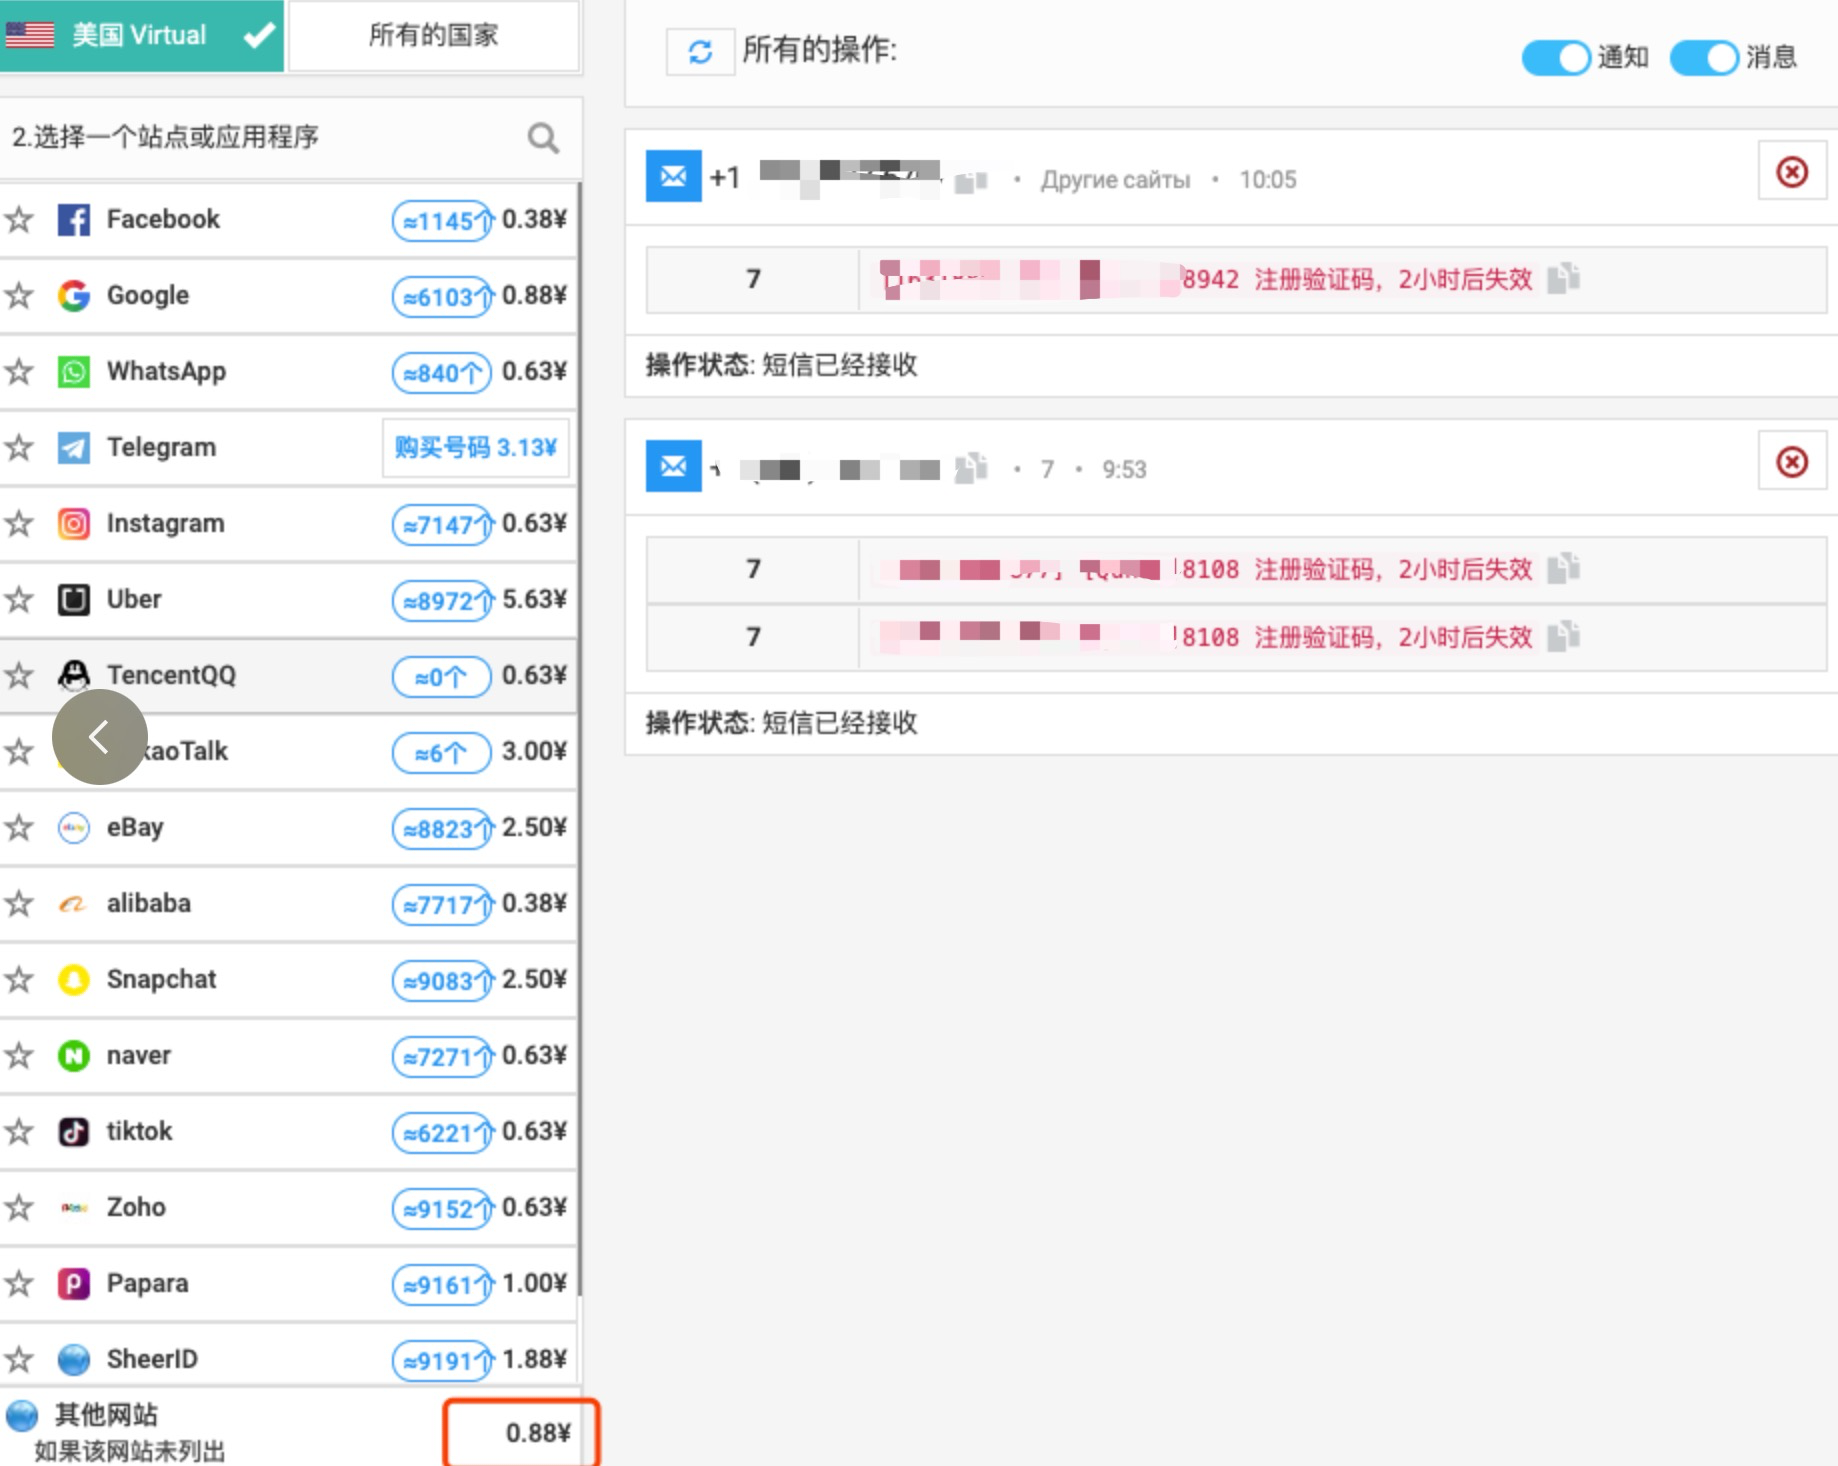 美国 Virtual
所有的国家
2.选择一个站点或应用程序
Facebook ≈1145个 0.38¥
Google ≈6103个 0.88¥
WhatsApp ≈840个 0.63¥
Telegram 购买号码 3.13¥
Instagram ≈7147个 0.63¥
Uber ≈8972个 5.63¥
TencentQQ ≈0个 0.63¥
kaoTalk ≈6个 3.00¥
eBay ≈8823个 2.50¥
alibaba ≈7717个 0.38¥
Snapchat ≈9083个 2.50¥
naver ≈7271个 0.63¥
tiktok ≈6221个 0.63¥
Zoho ≈9152个 0.63¥
Papara ≈9161个 1.00¥
SheerID ≈9191个 1.88¥
其他网站
如果该网站未列出
0.88¥
所有的操作:
通知 消息
+1 • Другие сайты • 10:05
7 8942 注册验证码, 2小时后失效
操作状态: 短信已经接收
• 7 • 9:53
7 8108 注册验证码, 2小时后失效
7 8108 注册验证码, 2小时后失效
操作状态: 短信已经接收